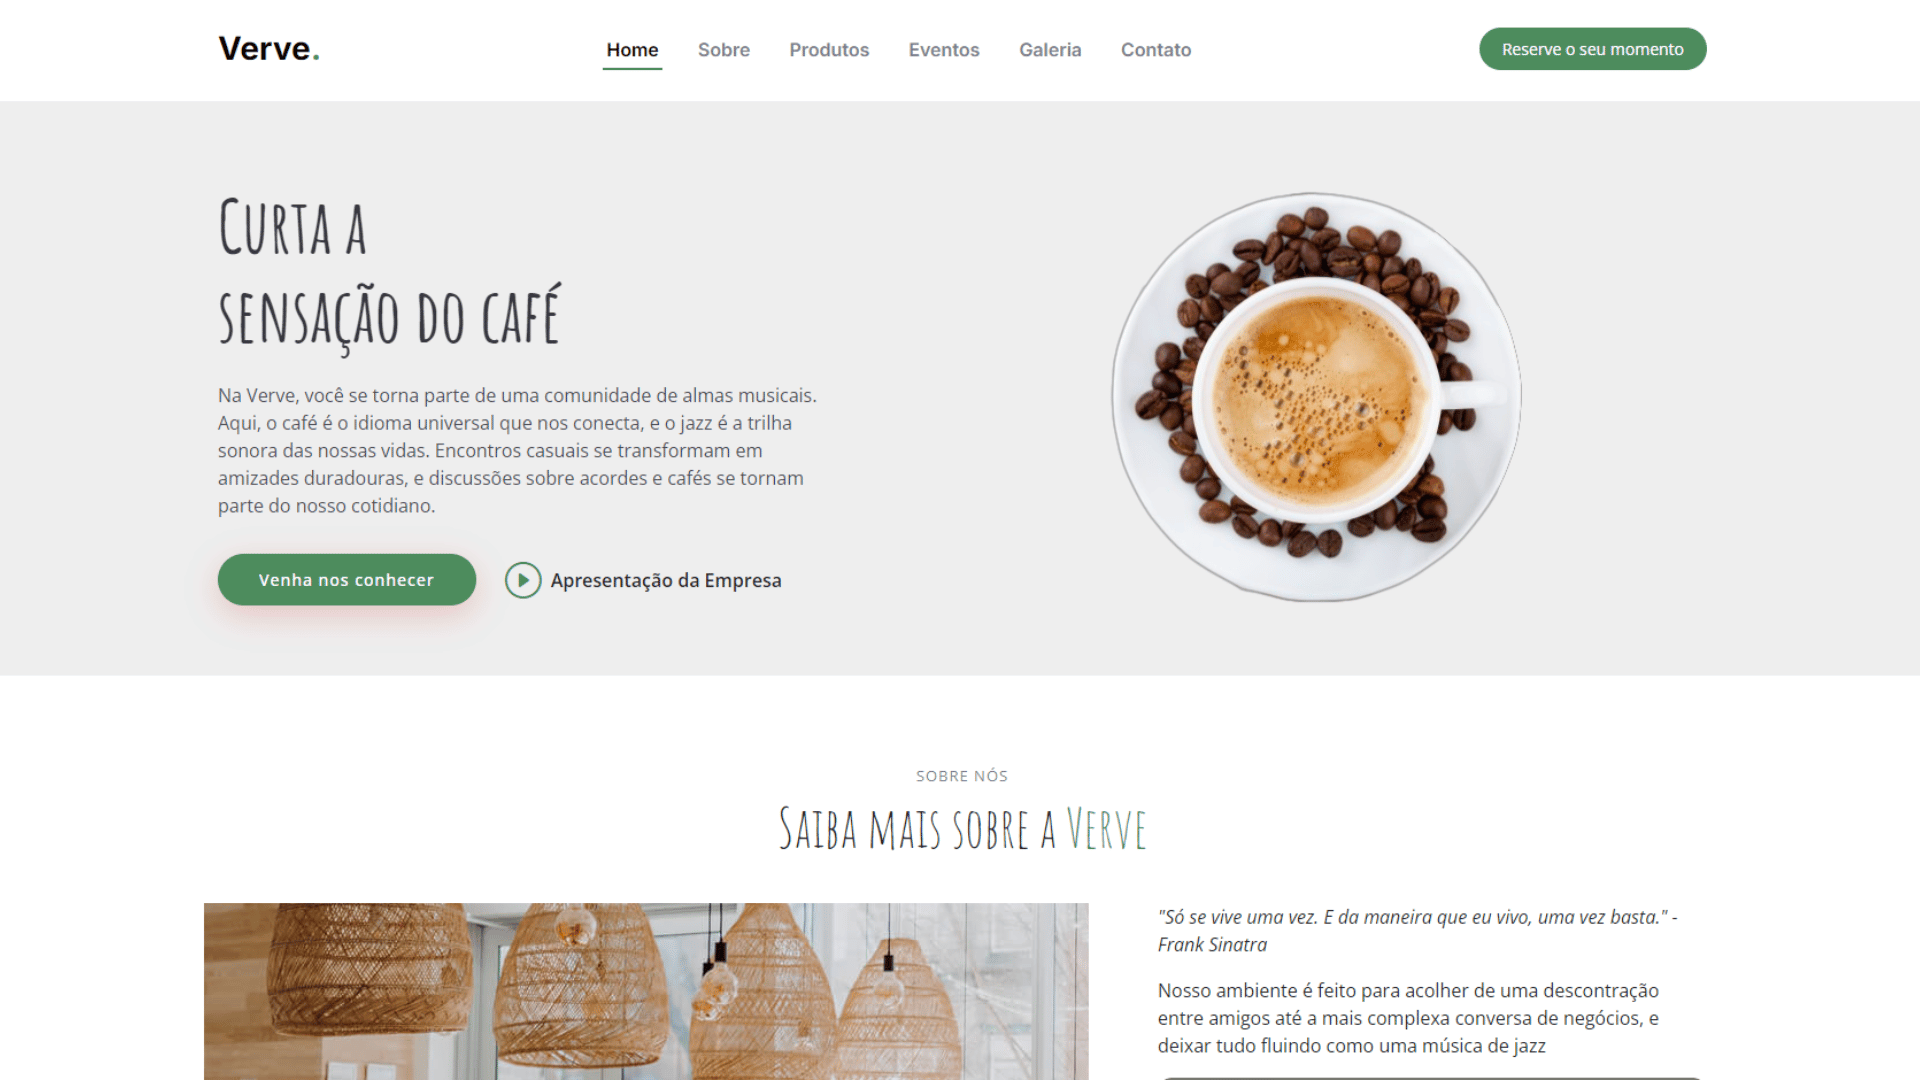 Verve.
Home
Sobre
Produtos
Eventos
Galeria
Contato
Reserve o seu momento
Curta a
sensação do café
Na Verve, você se torna parte de uma comunidade de almas musicais.
Aqui, o café é o idioma universal que nos conecta, e o jazz é a trilha
sonora das nossas vidas. Encontros casuais se transformam em
amizades duradouras, e discussões sobre acordes e cafés se tornam
parte do nosso cotidiano.
Venha nos conhecer
Apresentação da Empresa
SOBRE NÓS
Saiba mais sobre a Verve
"Só se vive uma vez. E da maneira que eu vivo, uma vez basta." -
Frank Sinatra
Nosso ambiente é feito para acolher de uma descontração
entre amigos até a mais complexa conversa de negócios, e
deixar tudo fluindo como uma música de jazz